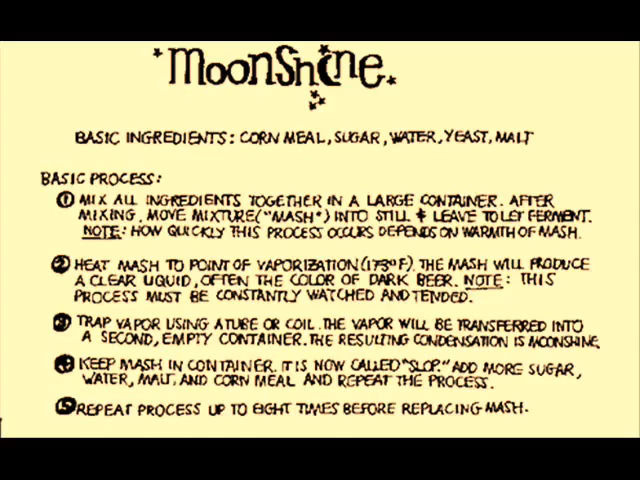 MOONSHINE
BASIC INGREDIENTS: CORN MEAL, SUGAR, WATER, YEAST, MALT
BASIC PROCESS:
① MIX ALL INGREDIENTS TOGETHER IN A LARGE CONTAINER. AFTER
MIXING, MOVE MIXTURE ("MASH") INTO STILL & LEAVE TO LET FERMENT.
NOTE: HOW QUICKLY THIS PROCESS OCCURS DEPENDS ON WARMTH OF MASH.
② HEAT MASH TO POINT OF VAPORIZATION (173°F). THE MASH WILL PRODUCE
A CLEAR LIQUID, OFTEN THE COLOR OF DARK BEER. NOTE: THIS
PROCESS MUST BE CONSTANTLY WATCHED AND TENDED.
③ TRAP VAPOR USING A TUBE OR COIL. THE VAPOR WILL BE TRANSFERRED INTO
A SECOND, EMPTY CONTAINER. THE RESULTING CONDENSATION IS MOONSHINE.
④ KEEP MASH IN CONTAINER. IT IS NOW CALLED "SLOP." ADD MORE SUGAR,
WATER, MALT, AND CORN MEAL AND REPEAT THE PROCESS.
⑤ REPEAT PROCESS UP TO EIGHT TIMES BEFORE REPLACING MASH.